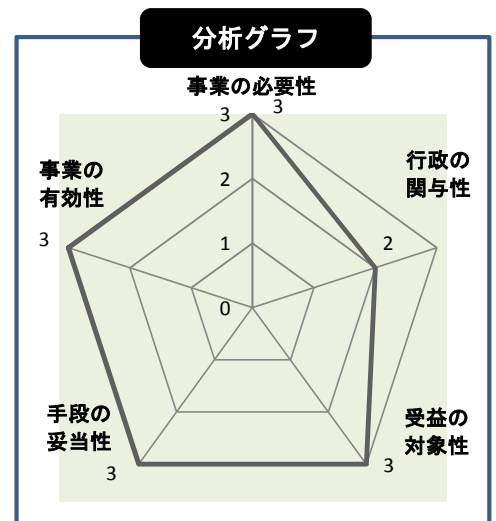 分析グラフ
事業の必要性
3
3
行政の
関与性
事業の
有効性
2
2
3
1
0
手段の
妥当性
受益の
対象性
3
3